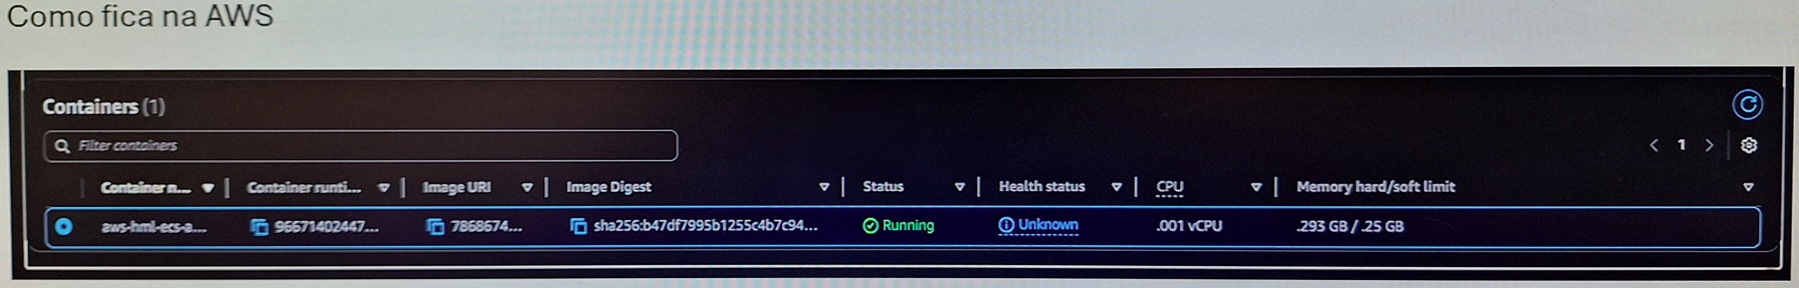 Como fica na AWS
Containers (1)
Filter containers
< 1 >
Container n... Container runti... Image URI Image Digest Status Health status CPU Memory hard/soft limit
aws-hml-ecs-a... 96671402447... 7868674... sha256:b47df7995b1255c4b7c94... Running Unknown .001 vCPU .293 GB / .25 GB